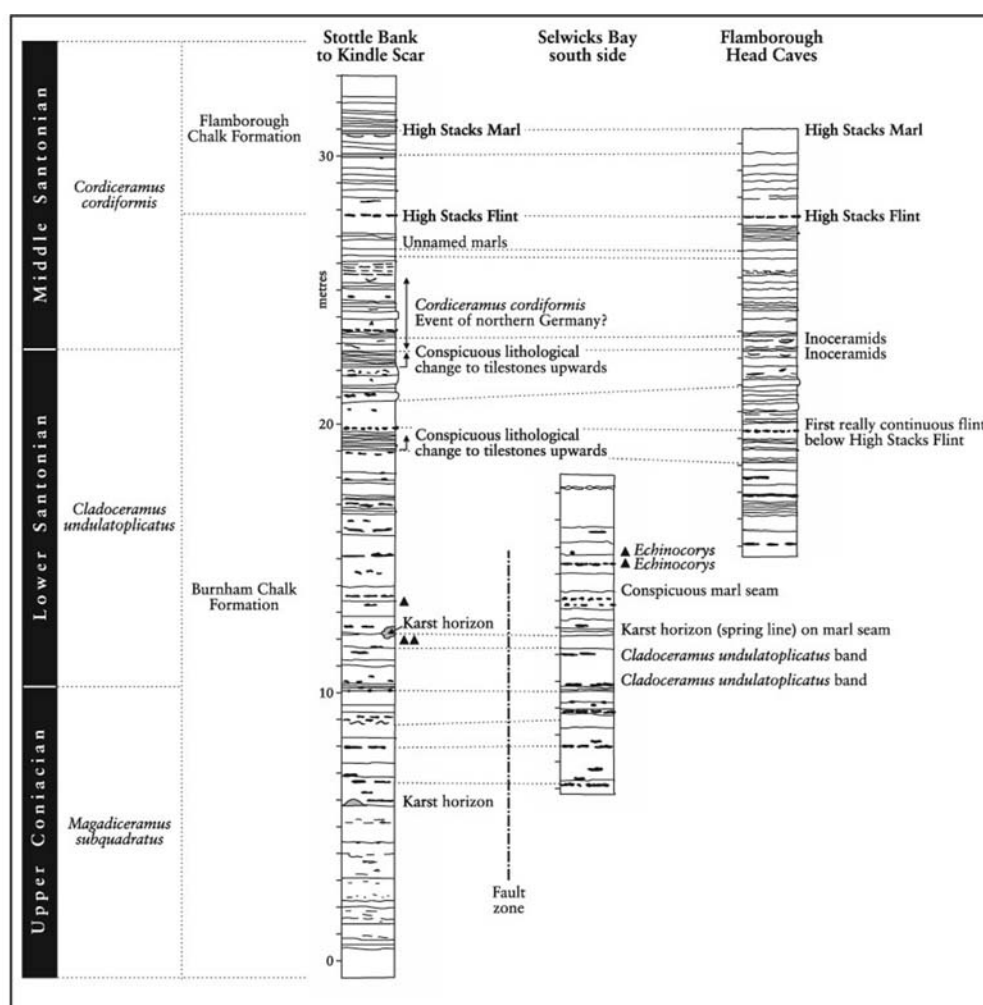 Stottle Bank
to Kindle Scar
Selwicks Bay
south side
Flamborough
Head Caves
Middle Santonian
Lower Santonian
Upper Coniacian
Cordiceramus
cordiformis
Cladoceramus
undulatoplicatus
Magadiceramus
subquadratus
Flamborough
Chalk Formation
Burnham Chalk
Formation
metres
30
20
10
0
High Stacks Marl
High Stacks Flint
Unnamed marls
Cordiceramus cordiformis
Event of northern Germany?
Conspicuous lithological
change to tilestones upwards
Conspicuous lithological
change to tilestones upwards
Karst horizon
Karst horizon
Fault
zone
Echinocorys
Echinocorys
Conspicuous marl seam
Karst horizon (spring line) on marl seam
Cladoceramus undulatoplicatus band
Cladoceramus undulatoplicatus band
High Stacks Marl
High Stacks Flint
Inoceramids
Inoceramids
First really continuous flint
below High Stacks Flint